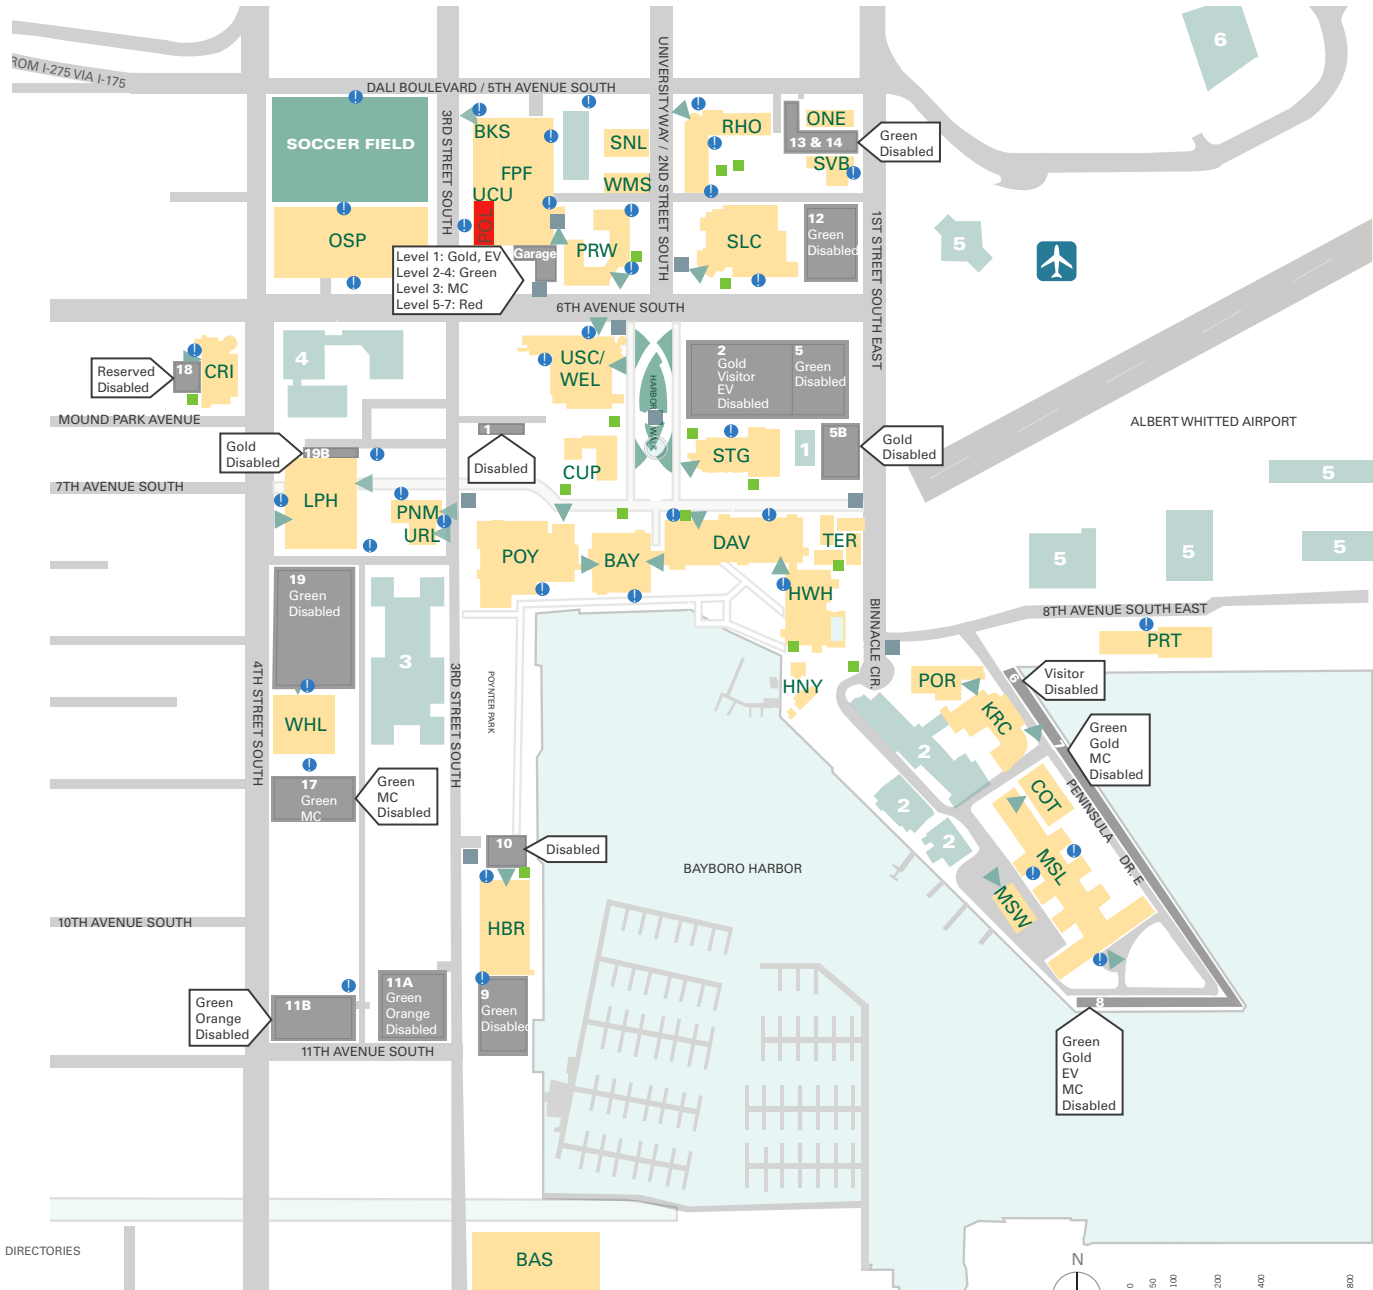 6
ROM I-275 VIA I-175
DALI BOULEVARD / 5TH AVENUE SOUTH
UNIVERSITY WAY / 2ND STREET SOUTH
3RD STREET SOUTH
SOCCER FIELD
BKS
FPF
UCU
POL
SNL
WMS
RHO
ONE
13 & 14
SVB
Green
Disabled
OSP
PRW
SLC
12
Green
Disabled
1ST STREET SOUTH EAST
5
Garage
Level 1: Gold, EV
Level 2-4: Green
Level 3: MC
Level 5-7: Red
6TH AVENUE SOUTH
4
CRI
18
Reserved
Disabled
USC/
WEL
HARBOR WALK
2
Gold
Visitor
EV
Disabled
5
Green
Disabled
MOUND PARK AVENUE
ALBERT WHITTED AIRPORT
1
Disabled
Gold
Disabled
19B
CUP
STG
1
5B
Gold
Disabled
5
7TH AVENUE SOUTH
LPH
PNM
URL
POY
BAY
DAV
TER
5
5
5
19
Green
Disabled
HWH
BINNACLE CIR.
8TH AVENUE SOUTH EAST
PRT
3
4TH STREET SOUTH
3RD STREET SOUTH
POYNTER PARK
HNY
POR
KRC
6
Visitor
Disabled
WHL
2
7
Green
Gold
MC
Disabled
17
Green
MC
Green
MC
Disabled
2
COT
PENINSULA DR. E
2
10
Disabled
BAYBORO HARBOR
MSL
MSW
10TH AVENUE SOUTH
HBR
11A
Green
Orange
Disabled
9
Green
Disabled
Green
Orange
Disabled
11B
8
Green
Gold
EV
MC
Disabled
11TH AVENUE SOUTH
DIRECTORIES
BAS
N
0
50
100
200
400
800